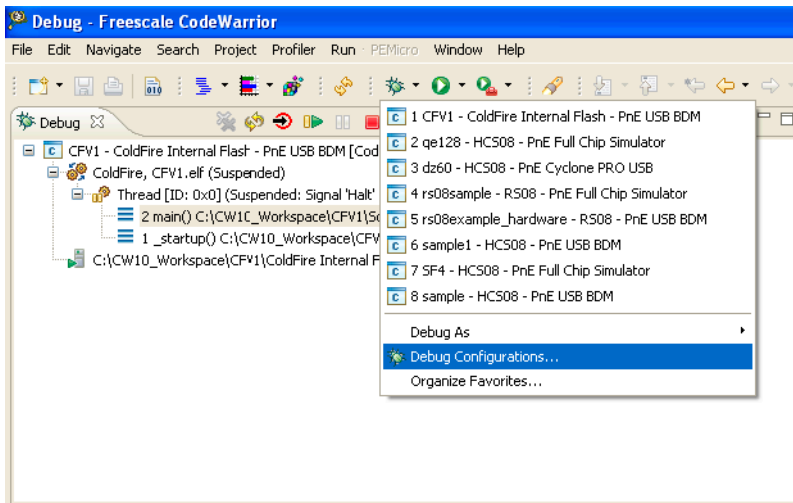 Debug - Freescale CodeWarrior
File Edit Navigate Search Project Profiler Run PEMicro Window Help
010
Debug
1 CFV1 - ColdFire Internal Flash - PnE USB BDM
2 qe128 - HCS08 - PnE Full Chip Simulator
3 dz60 - HCS08 - PnE Cyclone PRO USB
4 rs08sample - RS08 - PnE Full Chip Simulator
5 rs08example_hardware - RS08 - PnE USB BDM
6 sample1 - HCS08 - PnE USB BDM
7 SF4 - HCS08 - PnE Full Chip Simulator
8 sample - HCS08 - PnE USB BDM
Debug As
Debug Configurations...
Organize Favorites...
CFV1 - ColdFire Internal Flash - PnE USB BDM [Cod
ColdFire, CFV1.elf (Suspended)
Thread [ID: 0x0] (Suspended: Signal 'Halt'
2 main() C:\CW10_Workspace\CFV1\So
1 _startup() C:\CW10_Workspace\CFV
C:\CW10_Workspace\CFV1\ColdFire Internal F